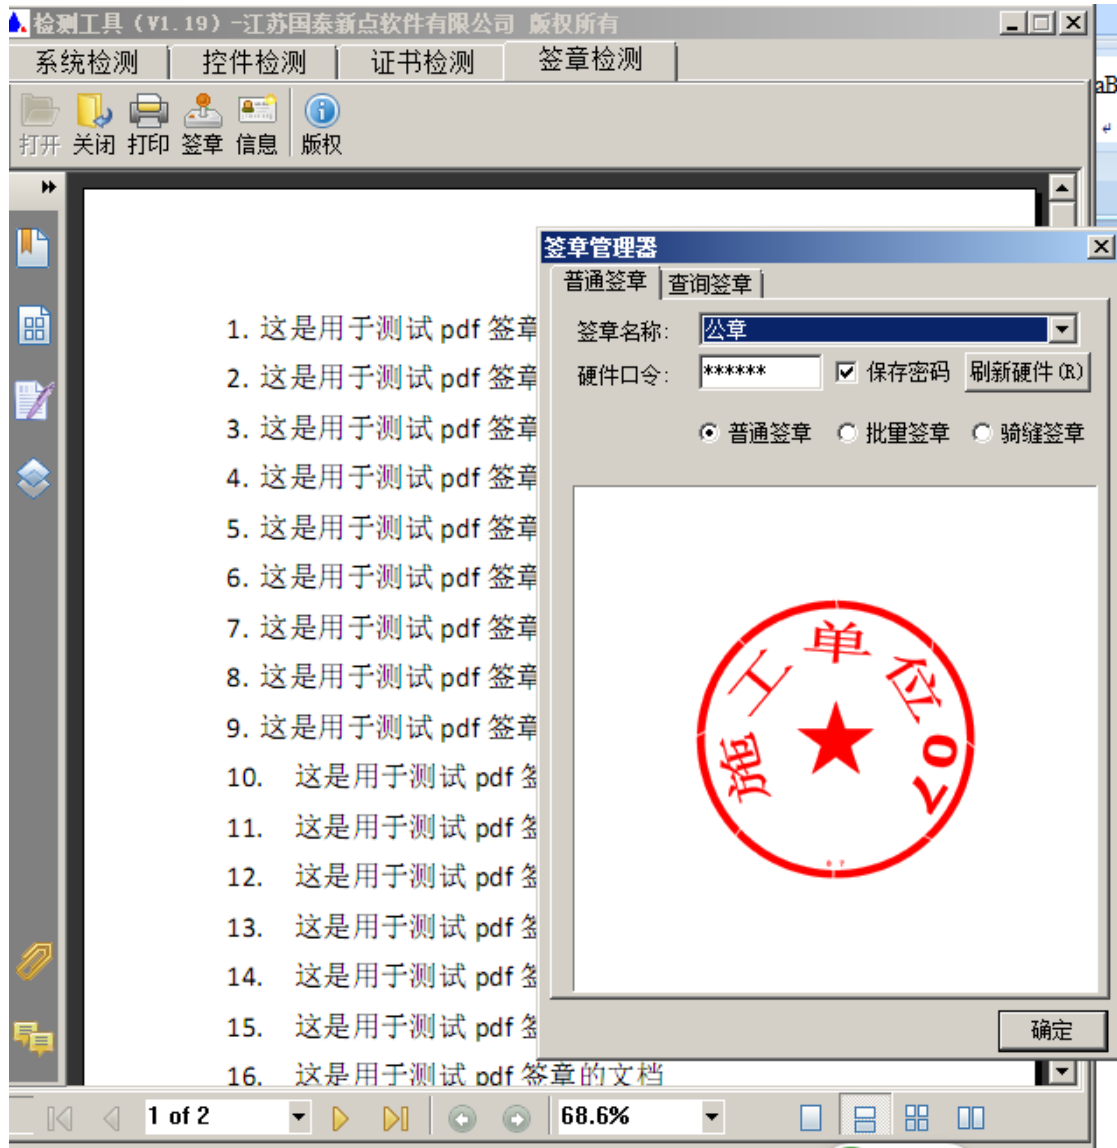 检测工具（V1.19）-江苏国泰新点软件有限公司 版权所有
系统检测 控件检测 证书检测 签章检测
打开 关闭 打印 签章 信息 版权
aB
签章管理器
普通签章 查询签章
签章名称: 公章
硬件口令: ****** 保存密码 刷新硬件(R)
普通签章 批量签章 骑缝签章
施工单位07
07
确定
1. 这是用于测试 pdf 签章
2. 这是用于测试 pdf 签章
3. 这是用于测试 pdf 签章
4. 这是用于测试 pdf 签章
5. 这是用于测试 pdf 签章
6. 这是用于测试 pdf 签章
7. 这是用于测试 pdf 签章
8. 这是用于测试 pdf 签章
9. 这是用于测试 pdf 签章
10. 这是用于测试 pdf 签
11. 这是用于测试 pdf 签
12. 这是用于测试 pdf 签
13. 这是用于测试 pdf 签
14. 这是用于测试 pdf 签
15. 这是用于测试 pdf 签
16. 这是用于测试 pdf 签章的文档
1 of 2 68.6%